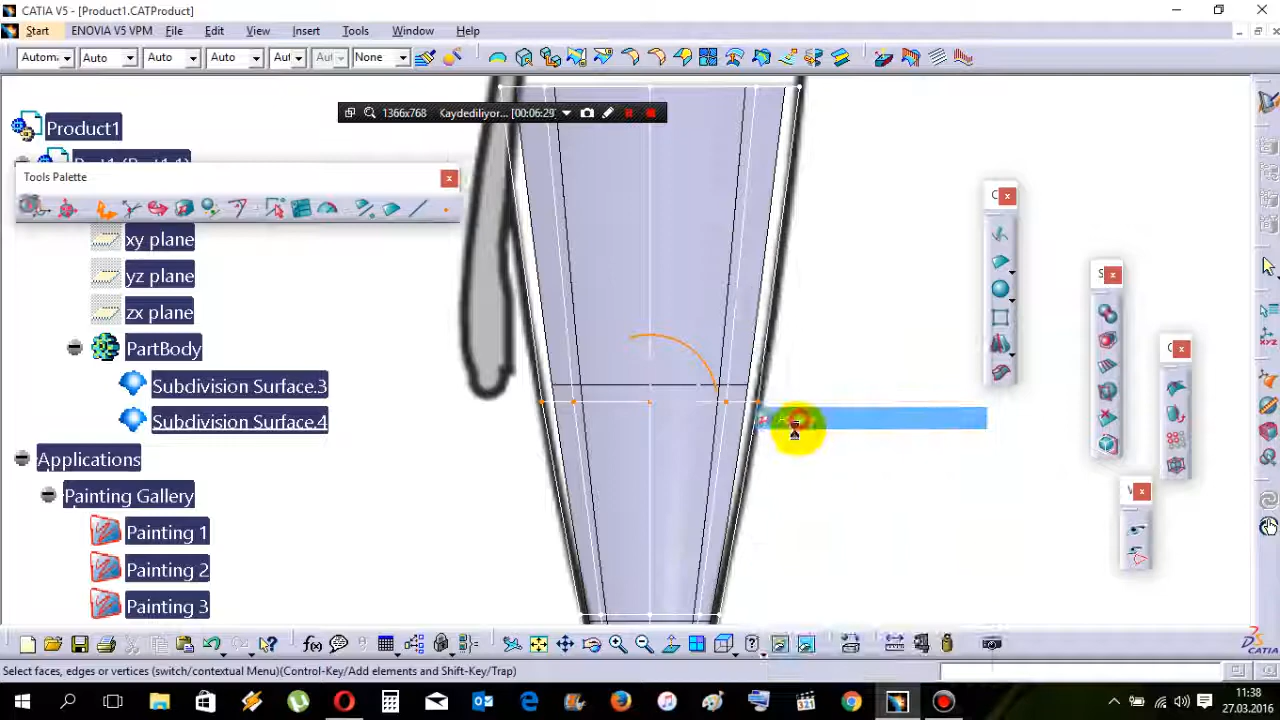 CATIA V5 - [Product1.CATProduct]
Start ENOVIA V5 VPM File Edit View Insert Tools Window Help
Autom Auto Auto Auto Aut Aut None
1366x768 Kaydediliyor... [00:06:29]
Product1
Tools Palette
xy plane
yz plane
zx plane
PartBody
Subdivision Surface.3
Subdivision Surface.4
Applications
Painting Gallery
Painting 1
Painting 2
Painting 3
Select faces, edges or vertices (switch/contextual Menu)(Control-Key/Add elements and Shift-Key/Trap)
11:38
27.03.2016